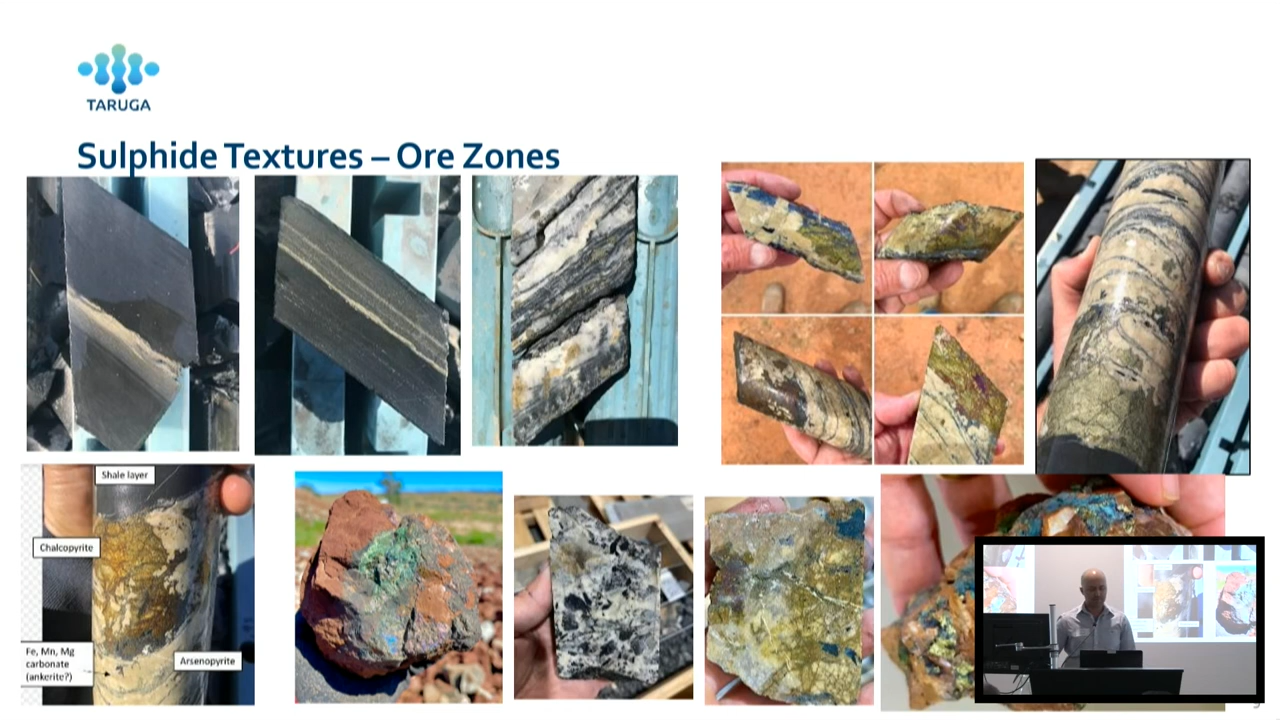 TARUGA
Sulphide Textures – Ore Zones
Shale layer
Chalcopyrite
Fe, Mn, Mg
carbonate
(ankerite?)
Arsenopyrite